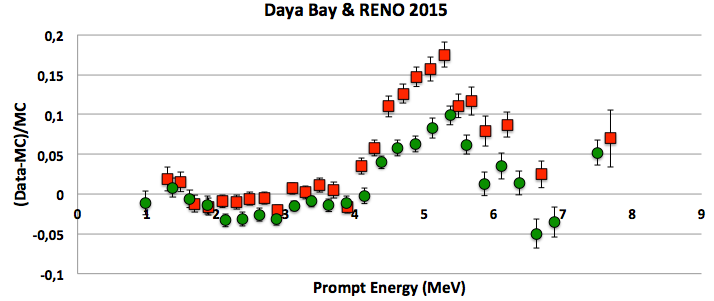 Daya Bay & RENO 2015
0,2
0,15
0,1
0,05
0
-0,05
-0,1
0 1 2 3 4 5 6 7 8 9
(Data-MC)/MC
Prompt Energy (MeV)